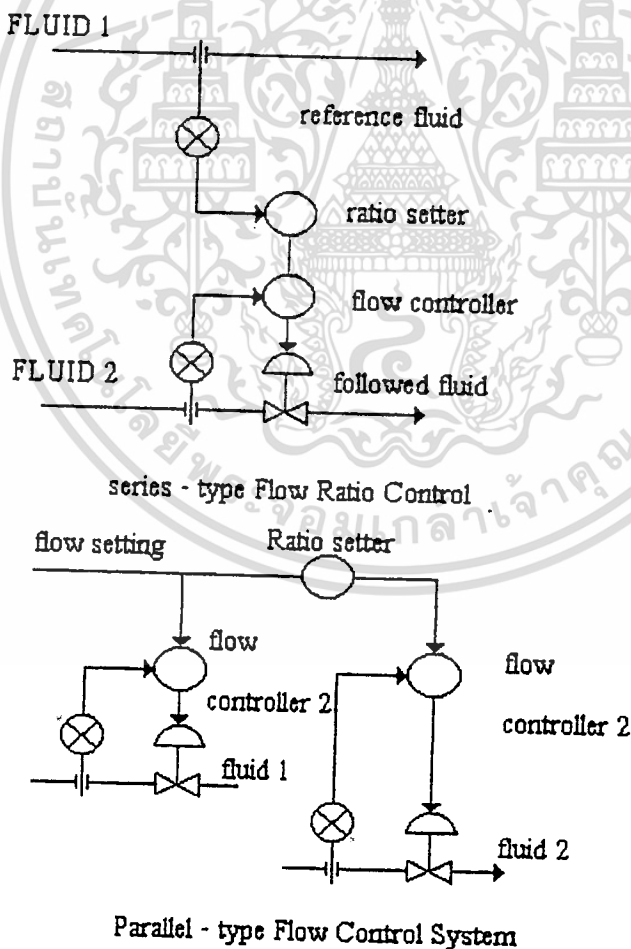 FLUID 1
reference fluid
ratio setter
flow controller
FLUID 2
followed fluid
series - type Flow Ratio Control
flow setting
Ratio setter
flow
controller 2
fluid 1
flow
controller 2
fluid 2
Parallel - type Flow Control System